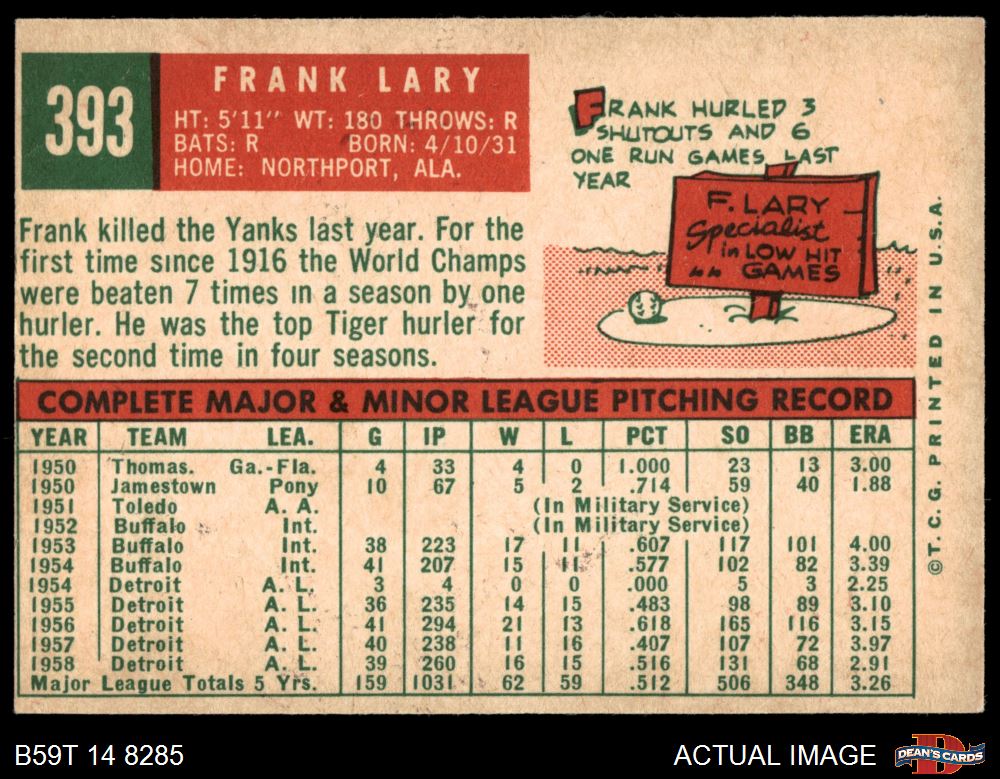 393
FRANK LARY
HT: 5'11" WT: 180 THROWS: R
BATS: R BORN: 4/10/31
HOME: NORTHPORT, ALA.
FRANK HURLED 3
SHUTOUTS AND 6
ONE RUN GAMES LAST
YEAR
F. LARY
Specialist
in LOW HIT
" " GAMES
Frank killed the Yanks last year. For the
first time since 1916 the World Champs
were beaten 7 times in a season by one
hurler. He was the top Tiger hurler for
the second time in four seasons.
COMPLETE MAJOR & MINOR LEAGUE PITCHING RECORD
YEAR TEAM LEA. G IP W L PCT SO BB ERA
1950 Thomas. Ga.-Fla. 4 33 4 0 1.000 23 13 3.00
1950 Jamestown Pony 10 67 5 2 .714 59 40 1.88
1951 Toledo A. A. (In Military Service)
1952 Buffalo Int. (In Military Service)
1953 Buffalo Int. 38 223 17 11 .607 117 101 4.00
1954 Buffalo Int. 41 207 15 11 .577 102 82 3.39
1954 Detroit A. L. 3 4 0 0 .000 5 3 2.25
1955 Detroit A. L. 36 235 14 15 .483 98 89 3.10
1956 Detroit A. L. 41 294 21 13 .618 165 116 3.15
1957 Detroit A. L. 40 238 11 16 .407 107 72 3.97
1958 Detroit A. L. 39 260 16 15 .516 131 68 2.91
Major League Totals 5 Yrs. 159 1031 62 59 .512 506 348 3.26
©T. C. G. PRINTED IN U.S.A.
B59T 14 8285
ACTUAL IMAGE
DEAN'S CARDS